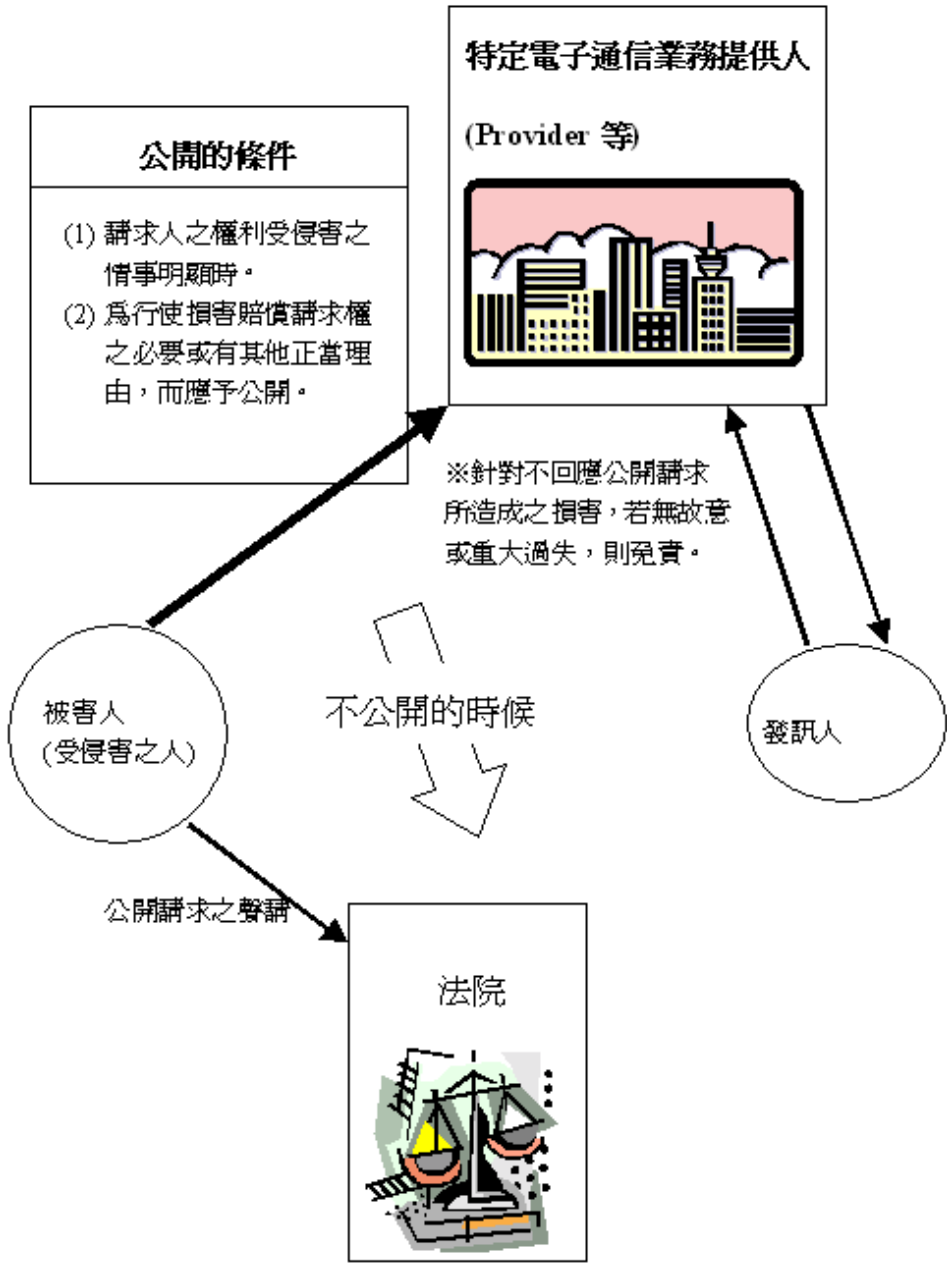 特定電子通信業務提供人
(Provider 等)
公開的條件
(1) 請求人之權利受侵害之
情事明顯時。
(2) 為行使損害賠償請求權
之必要或有其他正當理
由，而應予公開。
※針對不回應公開請求
所造成之損害，若無故意
或重大過失，則免責。
被害人
(受侵害之人)
不公開的時候
發訊人
公開請求之聲請
法院